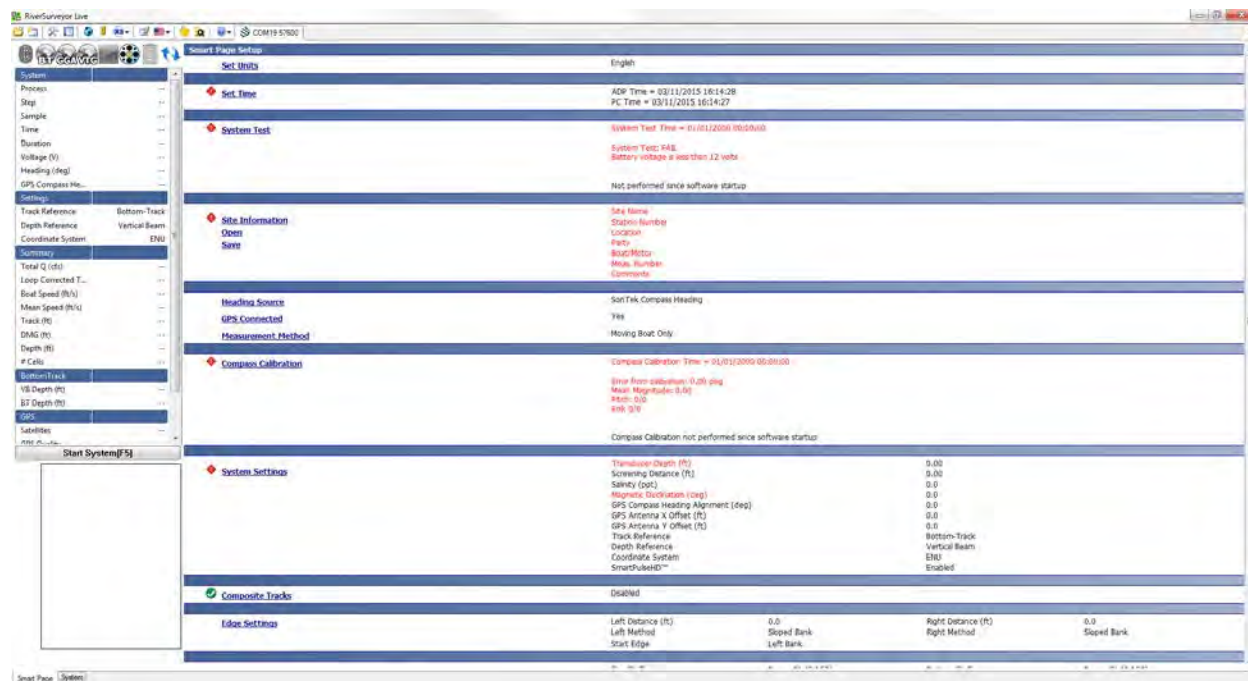 RiverSurveyor Live
COM19 57600
BT GGA VTG
System
Process --
Step --
Sample --
Time --
Duration --
Voltage (V) --
Heading (deg) --
GPS Compass He... --
Settings
Track Reference Bottom-Track
Depth Reference Vertical Beam
Coordinate System ENU
Summary
Total Q (cfs) --
Loop Corrected T... --
Boat Speed (ft/s) --
Mean Speed (ft/s) --
Track (ft) --
DMG (ft) --
Depth (ft) --
# Cells --
BottomTrack
VB Depth (ft) --
BT Depth (ft) --
GPS
Satellites --
GPS Quality
Start System[F5]
Smart Page Setup
Set Units English
Set Time ADP Time = 03/11/2015 16:14:28
PC Time = 03/11/2015 16:14:27
System Test System Test Time = 01/01/2000 00:00:00
System Test: FAIL
Battery voltage is less then 12 volts
Not performed since software startup
Site Information Site Name
Open Station Number
Save Location
Party
Boat/Motor
Meas. Number
Comments
Heading Source SonTek Compass Heading
GPS Connected Yes
Measurement Method Moving Boat Only
Compass Calibration Compass Calibration Time = 01/01/2000 00:00:00
Error from calibration: 0.00 deg
Mean Magnitude: 0.00
Pitch: 0/0
Roll: 0/0
Compass Calibration not performed since software startup
System Settings Transducer Depth (ft) 0.00
Screening Distance (ft) 0.00
Salinity (ppt) 0.0
Magnetic Declination (deg) 0.0
GPS Compass Heading Alignment (deg) 0.0
GPS Antenna X Offset (ft) 0.0
GPS Antenna Y Offset (ft) 0.0
Track Reference Bottom-Track
Depth Reference Vertical Beam
Coordinate System ENU
SmartPulseHD™ Enabled
Composite Tracks Disabled
Edge Settings Left Distance (ft) 0.0 Right Distance (ft) 0.0
Left Method Sloped Bank Right Method Sloped Bank
Start Edge Left Bank
Smart Page System